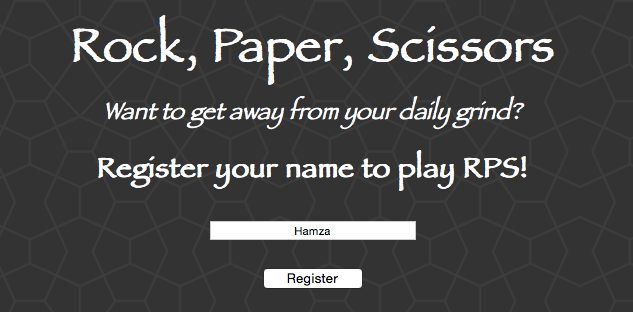 Rock, Paper, Scissors
Want to get away from your daily grind?
Register your name to play RPS!
Hamza
Register